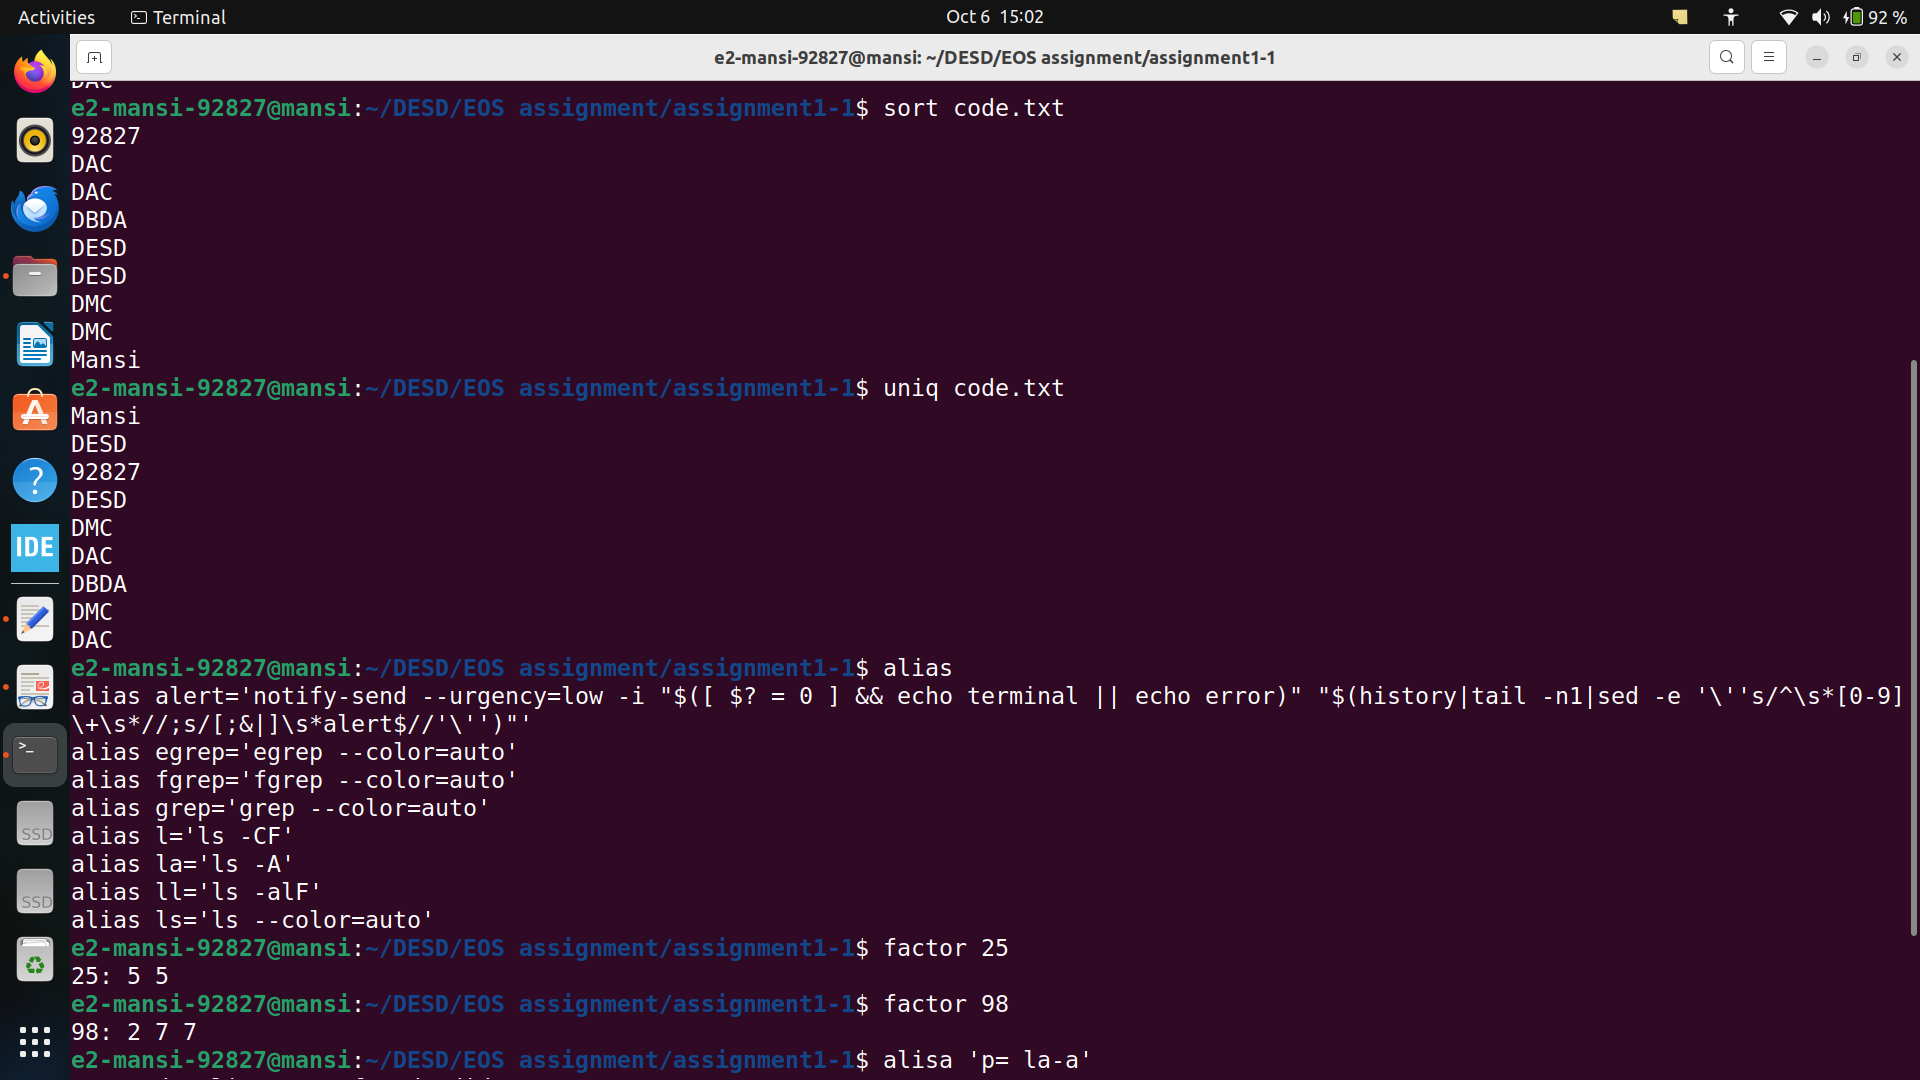 Activities
Terminal
Oct 6 15:02
92 %
e2-mansi-92827@mansi: ~/DESD/EOS assignment/assignment1-1
DAC
e2-mansi-92827@mansi:~/DESD/EOS assignment/assignment1-1$ sort code.txt
92827
DAC
DAC
DBDA
DESD
DESD
DMC
DMC
Mansi
e2-mansi-92827@mansi:~/DESD/EOS assignment/assignment1-1$ uniq code.txt
Mansi
DESD
92827
DESD
DMC
DAC
DBDA
DMC
DAC
e2-mansi-92827@mansi:~/DESD/EOS assignment/assignment1-1$ alias
alias alert='notify-send --urgency=low -i "$([ $? = 0 ] && echo terminal || echo error)" "$(history|tail -n1|sed -e '\''s/^\s*[0-9]
\+\s*//;s/[;&|]\s*alert$//'\'')"'
alias egrep='egrep --color=auto'
alias fgrep='fgrep --color=auto'
alias grep='grep --color=auto'
alias l='ls -CF'
alias la='ls -A'
alias ll='ls -alF'
alias ls='ls --color=auto'
e2-mansi-92827@mansi:~/DESD/EOS assignment/assignment1-1$ factor 25
25: 5 5
e2-mansi-92827@mansi:~/DESD/EOS assignment/assignment1-1$ factor 98
98: 2 7 7
e2-mansi-92827@mansi:~/DESD/EOS assignment/assignment1-1$ alisa 'p= la-a'
IDE
SSD
SSD